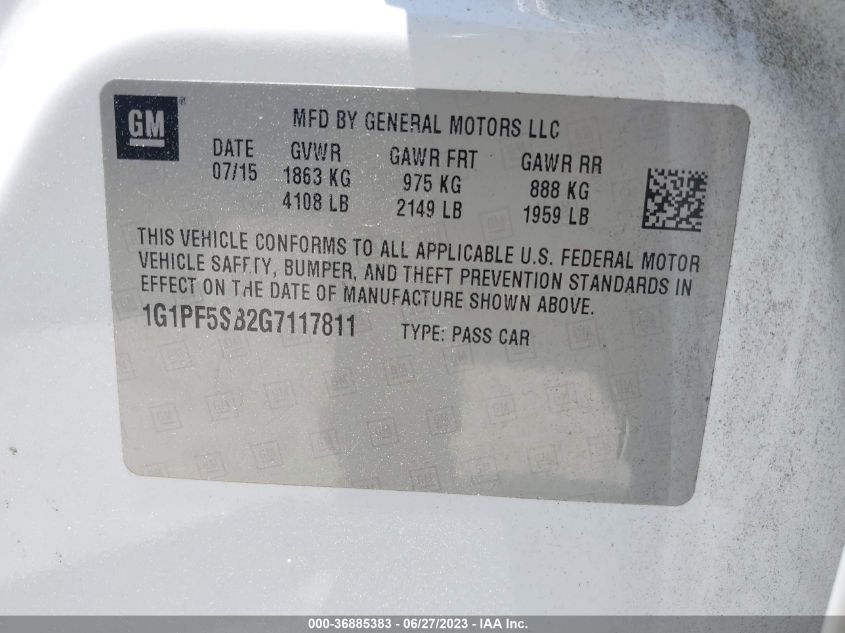 GM
MFD BY GENERAL MOTORS LLC
DATE GVWR GAWR FRT GAWR RR
07/15 1863 KG 975 KG 888 KG
4108 LB 2149 LB 1959 LB
THIS VEHICLE CONFORMS TO ALL APPLICABLE U.S. FEDERAL MOTOR
VEHICLE SAFETY, BUMPER, AND THEFT PREVENTION STANDARDS IN
EFFECT ON THE DATE OF MANUFACTURE SHOWN ABOVE.
1G1PF5SB2G7117811 TYPE: PASS CAR
000-36885383 - 06/27/2023 - IAA Inc.